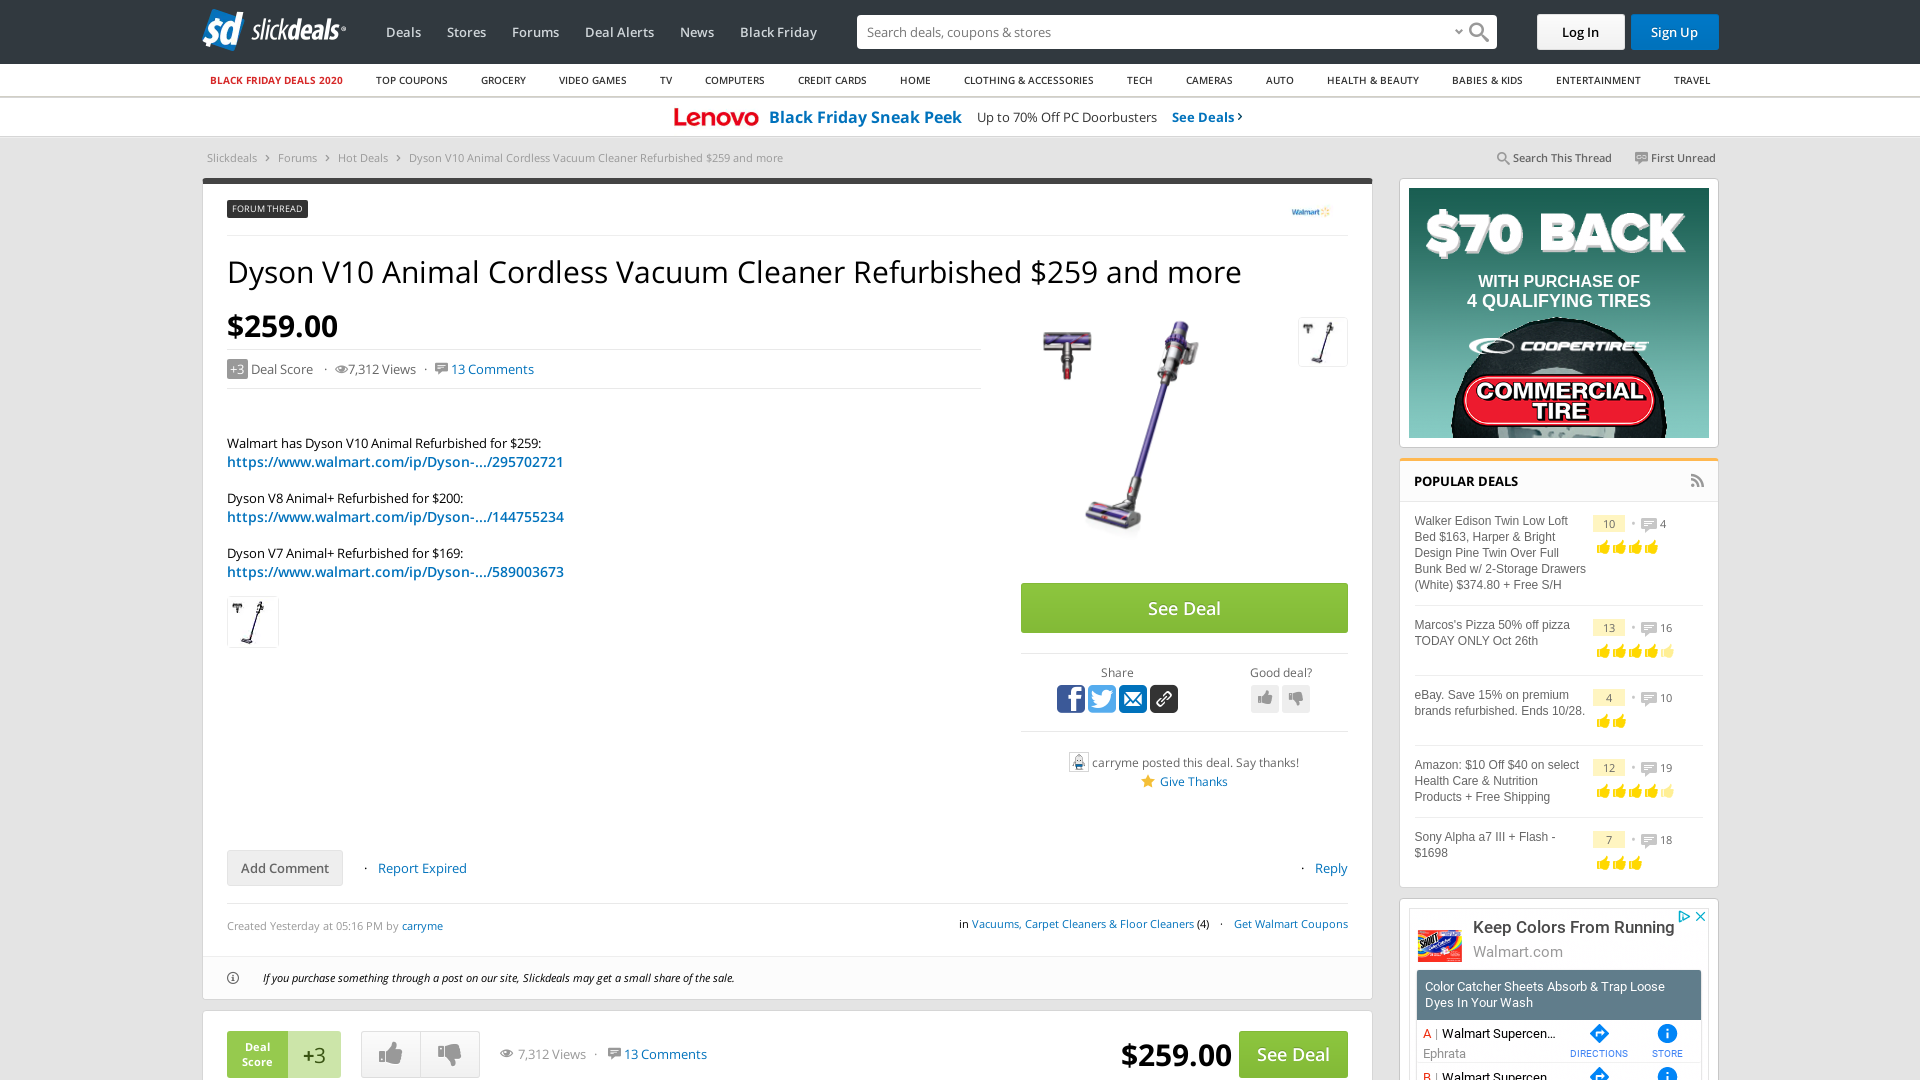 slickdeals
Deals
Stores
Forums
Deal Alerts
News
Black Friday
Search deals, coupons & stores
Log In
Sign Up
BLACK FRIDAY DEALS 2020
TOP COUPONS
GROCERY
VIDEO GAMES
TV
COMPUTERS
CREDIT CARDS
HOME
CLOTHING & ACCESSORIES
TECH
CAMERAS
AUTO
HEALTH & BEAUTY
BABIES & KIDS
ENTERTAINMENT
TRAVEL
Lenovo Black Friday Sneak Peek Up to 70% Off PC Doorbusters See Deals ›
Slickdeals › Forums › Hot Deals › Dyson V10 Animal Cordless Vacuum Cleaner Refurbished $259 and more
Search This Thread
First Unread
FORUM THREAD
Walmart
Dyson V10 Animal Cordless Vacuum Cleaner Refurbished $259 and more
$259.00
+3 Deal Score · 7,312 Views · 13 Comments
Walmart has Dyson V10 Animal Refurbished for $259:
https://www.walmart.com/ip/Dyson-.../295702721
Dyson V8 Animal+ Refurbished for $200:
https://www.walmart.com/ip/Dyson-.../144755234
Dyson V7 Animal+ Refurbished for $169:
https://www.walmart.com/ip/Dyson-.../589003673
See Deal
Share
Good deal?
carryme posted this deal. Say thanks!
Give Thanks
Add Comment · Report Expired
· Reply
Created Yesterday at 05:16 PM by carryme
in Vacuums, Carpet Cleaners & Floor Cleaners (4) · Get Walmart Coupons
If you purchase something through a post on our site, Slickdeals may get a small share of the sale.
Deal
Score
+3
7,312 Views · 13 Comments
$259.00
See Deal
$70 BACK
WITH PURCHASE OF
4 QUALIFYING TIRES
COOPERTIRES
COMMERCIAL
TIRE
POPULAR DEALS
Walker Edison Twin Low Loft
Bed $163, Harper & Bright
Design Pine Twin Over Full
Bunk Bed w/ 2-Storage Drawers
(White) $374.80 + Free S/H
10 · 4
Marcos's Pizza 50% off pizza
TODAY ONLY Oct 26th
13 · 16
eBay. Save 15% on premium
brands refurbished. Ends 10/28.
4 · 10
Amazon: $10 Off $40 on select
Health Care & Nutrition
Products + Free Shipping
12 · 19
Sony Alpha a7 III + Flash -
$1698
7 · 18
Keep Colors From Running
Walmart.com
Color Catcher Sheets Absorb & Trap Loose
Dyes In Your Wash
A | Walmart Supercen...
Ephrata
DIRECTIONS
STORE
B | Walmart Supercen...